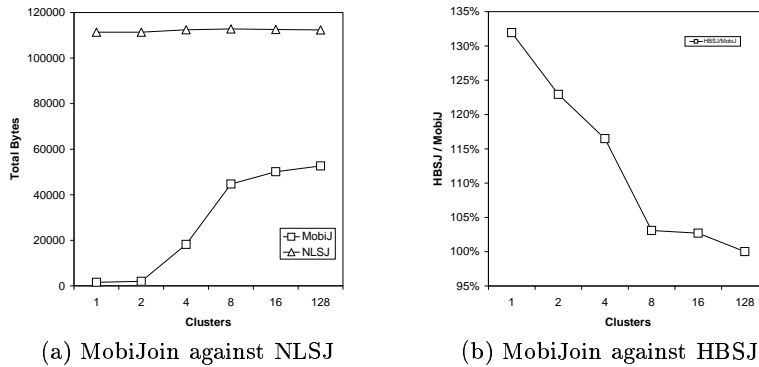 120000
100000
80000
60000
40000
20000
0
Total Bytes
MobiJ
NLSJ
1 2 4 8 16 128
Clusters
(a) MobiJoin against NLSJ
135%
130%
125%
120%
115%
110%
105%
100%
95%
HBSJ / MobiJ
HBSJ/MobiJ
1 2 4 8 16 128
Clusters
(b) MobiJoin against HBSJ